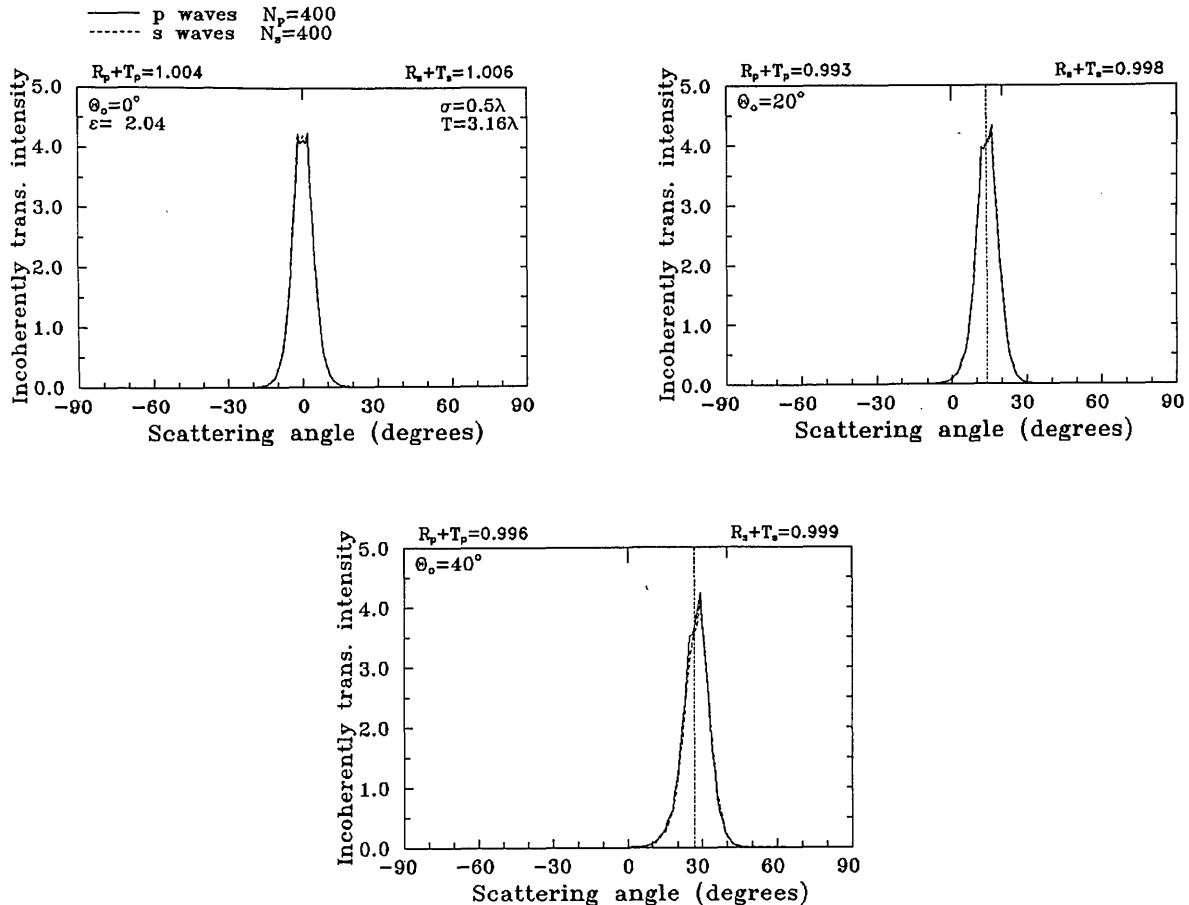 p waves N_p=400
s waves N_s=400
R_p+T_p=1.004 R_s+T_s=1.006
Θ_o=0° σ=0.5λ
ε= 2.04 T=3.16λ
Incoherently trans. intensity
5.0
4.0
3.0
2.0
1.0
0.0
−90 −60 −30 0 30 60 90
Scattering angle (degrees)
R_p+T_p=0.993 R_s+T_s=0.998
Θ_o=20°
Incoherently trans. intensity
5.0
4.0
3.0
2.0
1.0
0.0
−90 −60 −30 0 30 60 90
Scattering angle (degrees)
R_p+T_p=0.996 R_s+T_s=0.999
Θ_o=40°
Incoherently trans. intensity
5.0
4.0
3.0
2.0
1.0
0.0
−90 −60 −30 0 30 60 90
Scattering angle (degrees)